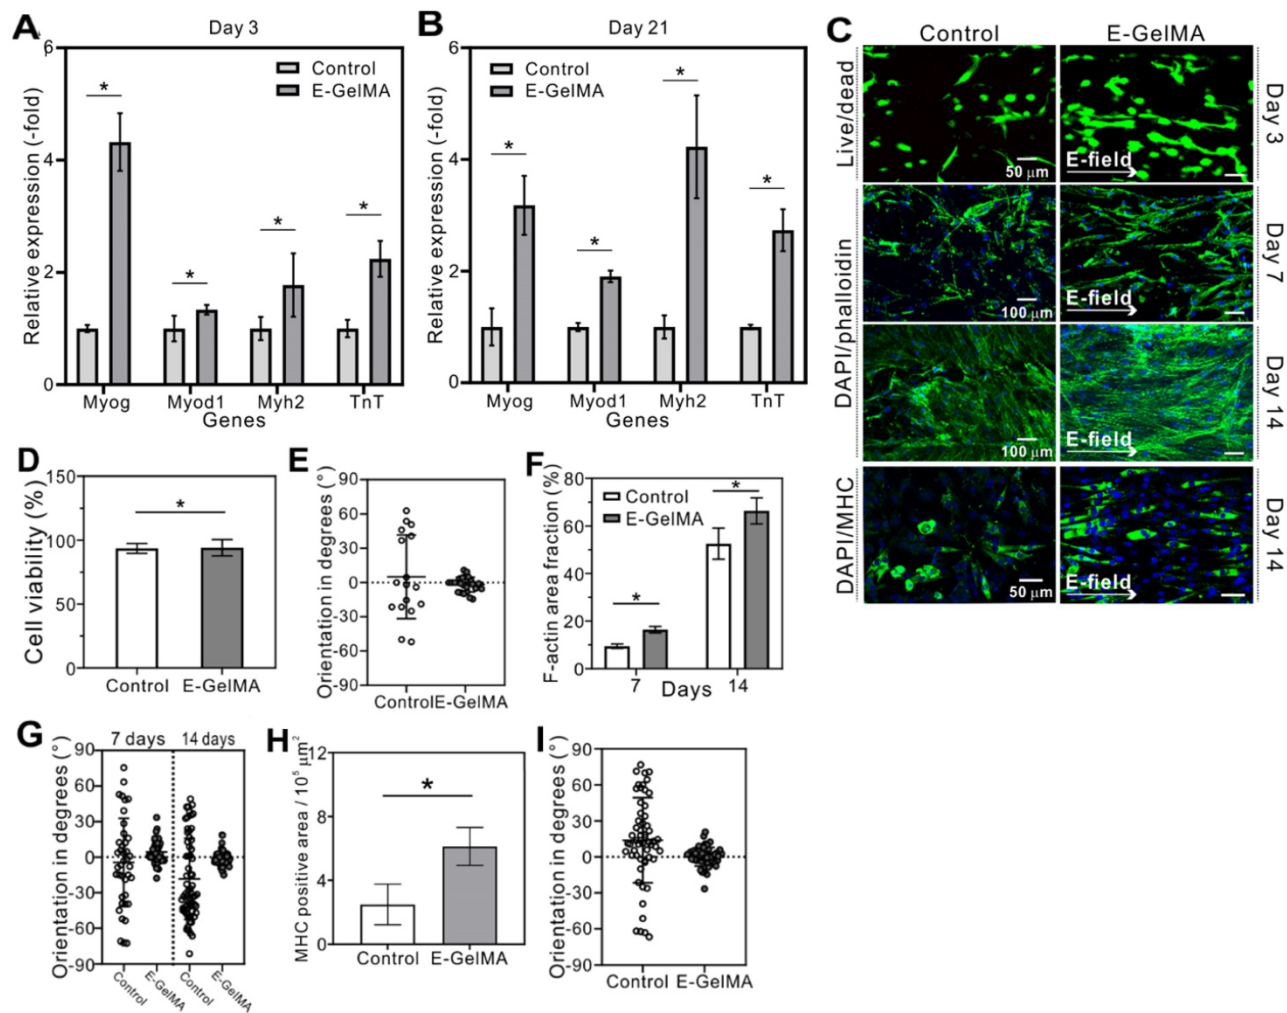 A
Day 3
Relative expression (-fold)
6
4
2
0
Control
E-GelMA
*
*
*
*
Myog
Myod1
Myh2
TnT
Genes
B
Day 21
Relative expression (-fold)
6
4
2
0
Control
E-GelMA
*
*
*
*
Myog
Myod1
Myh2
TnT
Genes
C
Control
E-GelMA
Live/dead
Day 3
50 μm
E-field
DAPI/phalloidin
Day 7
100 μm
E-field
Day 14
100 μm
E-field
DAPI/MHC
Day 14
50 μm
E-field
D
Cell viability (%)
150
100
50
0
*
Control
E-GelMA
E
Orientation in degrees (°)
90
60
30
0
-30
-60
-90
Control
E-GelMA
F
F-actin area fraction (%)
80
60
40
20
0
Control
E-GelMA
*
*
7
14
Days
G
Orientation in degrees (°)
7 days
14 days
90
60
30
0
-30
-60
-90
Control
E-GelMA
Control
E-GelMA
H
MHC positive area / 10⁵ μm²
12
8
4
0
*
Control
E-GelMA
I
Orientation in degrees (°)
90
60
30
0
-30
-60
-90
Control
E-GelMA